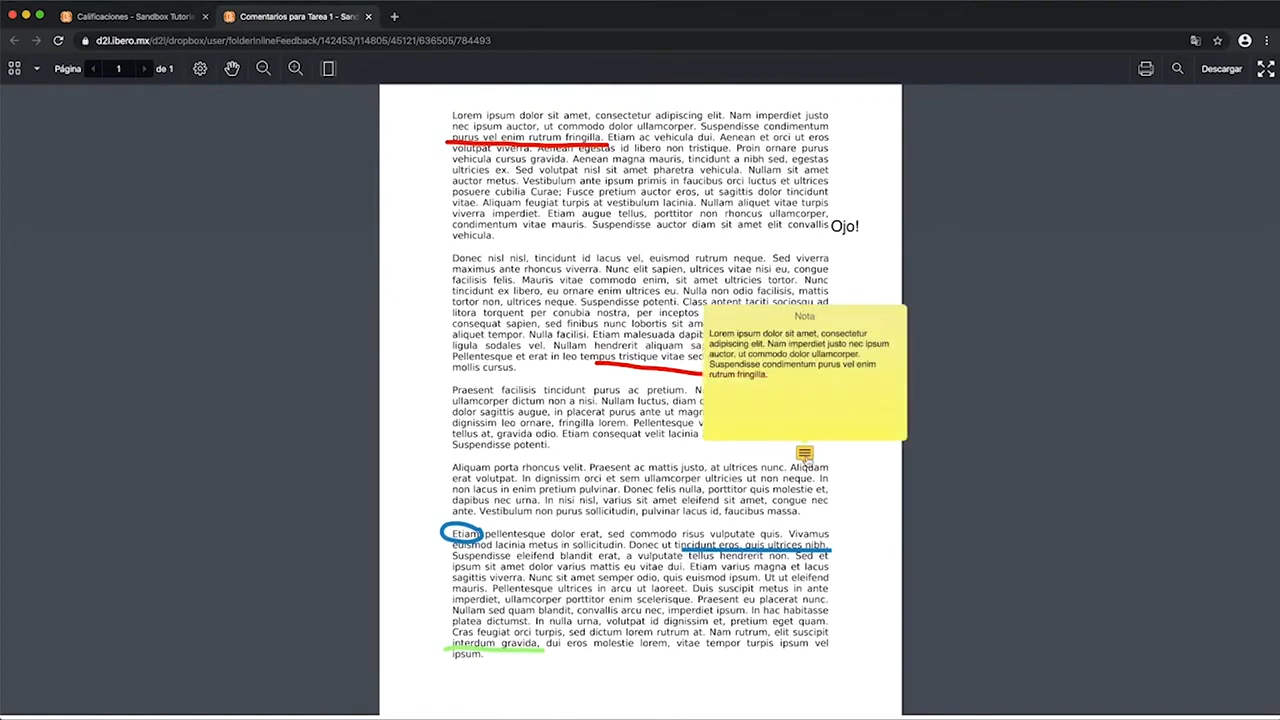 Calificaciones - Sandbox Tutoria
Comentarios para Tarea 1 - San
d2l.libero.mx/d2l/dropbox/user/folderInlineFeedback/142453/114805/45121/636505/784493
Página 1 de 1
Descargar
Lorem ipsum dolor sit amet, consectetur adipiscing elit. Nam imperdiet justo
nec ipsum auctor, ut commodo dolor ullamcorper. Suspendisse condimentum
purus vel enim rutrum fringilla. Etiam ac vehicula dui. Aenean et orci ut eros
volutpat viverra. Aenean egestas id libero non tristique. Proin ornare purus
vehicula cursus gravida. Aenean magna mauris, tincidunt a nibh sed, egestas
ultricies ex. Sed volutpat nisl sit amet pharetra vehicula. Nullam sit amet
auctor metus. Vestibulum ante ipsum primis in faucibus orci luctus et ultrices
posuere cubilia Curae; Fusce pretium auctor eros, ut sagittis dolor tincidunt
vitae. Aliquam feugiat turpis at vestibulum lacinia. Nullam aliquet vitae turpis
viverra imperdiet. Etiam augue tellus, porttitor non rhoncus ullamcorper,
condimentum vitae mauris. Suspendisse auctor diam sit amet elit convallis
vehicula.
Ojo!
Donec nisl nisl, tincidunt id lacus vel, euismod rutrum neque. Sed viverra
maximus ante rhoncus viverra. Nunc elit sapien, ultrices vitae nisi eu, congue
facilisis felis. Mauris vitae commodo enim, sit amet ultricies tortor. Nunc
tincidunt ex libero, eu ornare enim ultrices eu. Nulla non odio facilisis, mattis
tortor non, ultrices neque. Suspendisse potenti. Class aptent taciti sociosqu ad
litora torquent per conubia nostra, per inceptos
consequat sapien, sed finibus nunc lobortis sit am
aliquet tempor. Nulla facilisi. Etiam malesuada dapib
ligula sodales vel. Nullam hendrerit aliquam sa
Pellentesque et erat in leo tempus tristique vitae sec
mollis cursus.
Nota
Lorem ipsum dolor sit amet, consectetur
adipiscing elit. Nam imperdiet justo nec ipsum
auctor, ut commodo dolor ullamcorper.
Suspendisse condimentum purus vel enim
rutrum fringilla.
Praesent facilisis tincidunt purus ac pretium. N
ullamcorper dictum non a nisi. Nullam luctus, diam
dolor sagittis augue, in placerat purus ante ut magn
dignissim leo ornare, fringilla lorem. Pellentesque v
tellus at, gravida odio. Etiam consequat velit lacinia
Suspendisse potenti.
Aliquam porta rhoncus velit. Praesent ac mattis justo, at ultrices nunc. Aliquam
erat volutpat. In dignissim orci et sem ullamcorper ultricies ut non neque. In
non lacus in enim pretium pulvinar. Donec felis nulla, porttitor quis molestie et,
dapibus nec urna. In nisi nisl, varius sit amet eleifend sit amet, congue nec
ante. Vestibulum non purus sollicitudin, pulvinar lacus id, faucibus massa.
Etiam pellentesque dolor erat, sed commodo risus vulputate quis. Vivamus
euismod lacinia metus in sollicitudin. Donec ut tincidunt eros, quis ultrices nibh.
Suspendisse eleifend blandit erat, a vulputate tellus hendrerit non. Sed et
ipsum sit amet dolor varius mattis eu vitae dui. Etiam varius magna et lacus
sagittis viverra. Nunc sit amet semper odio, quis euismod ipsum. Ut ut eleifend
mauris. Pellentesque ultrices in arcu ut laoreet. Duis suscipit metus in ante
imperdiet, ullamcorper porttitor enim scelerisque. Praesent eu placerat nunc.
Nullam sed quam blandit, convallis arcu nec, imperdiet ipsum. In hac habitasse
platea dictumst. In nulla urna, volutpat id dignissim et, pretium eget quam.
Cras feugiat orci turpis, sed dictum lorem rutrum at. Nam rutrum, elit suscipit
interdum gravida, dui eros molestie lorem, vitae tempor turpis ipsum vel
ipsum.